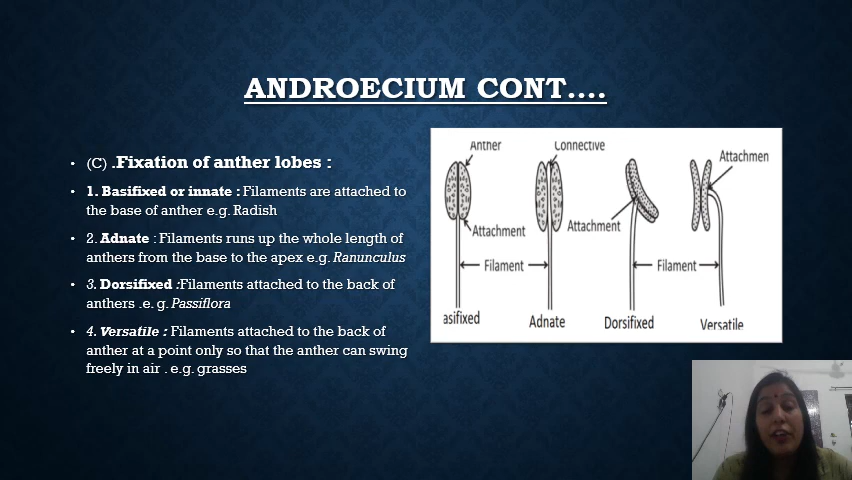 ANDROECIUM CONT....
• (C) .Fixation of anther lobes :
• 1. Basifixed or innate : Filaments are attached to
the base of anther e.g. Radish
• 2. Adnate : Filaments runs up the whole length of
anthers from the base to the apex e.g. Ranunculus
• 3. Dorsifixed :Filaments attached to the back of
anthers .e. g. Passiflora
• 4. Versatile : Filaments attached to the back of
anther at a point only so that the anther can swing
freely in air . e.g. grasses
Anther
Connective
Attachmen
Attachment
Attachment
Filament
Filament
asifixed
Adnate
Dorsifixed
Versatile